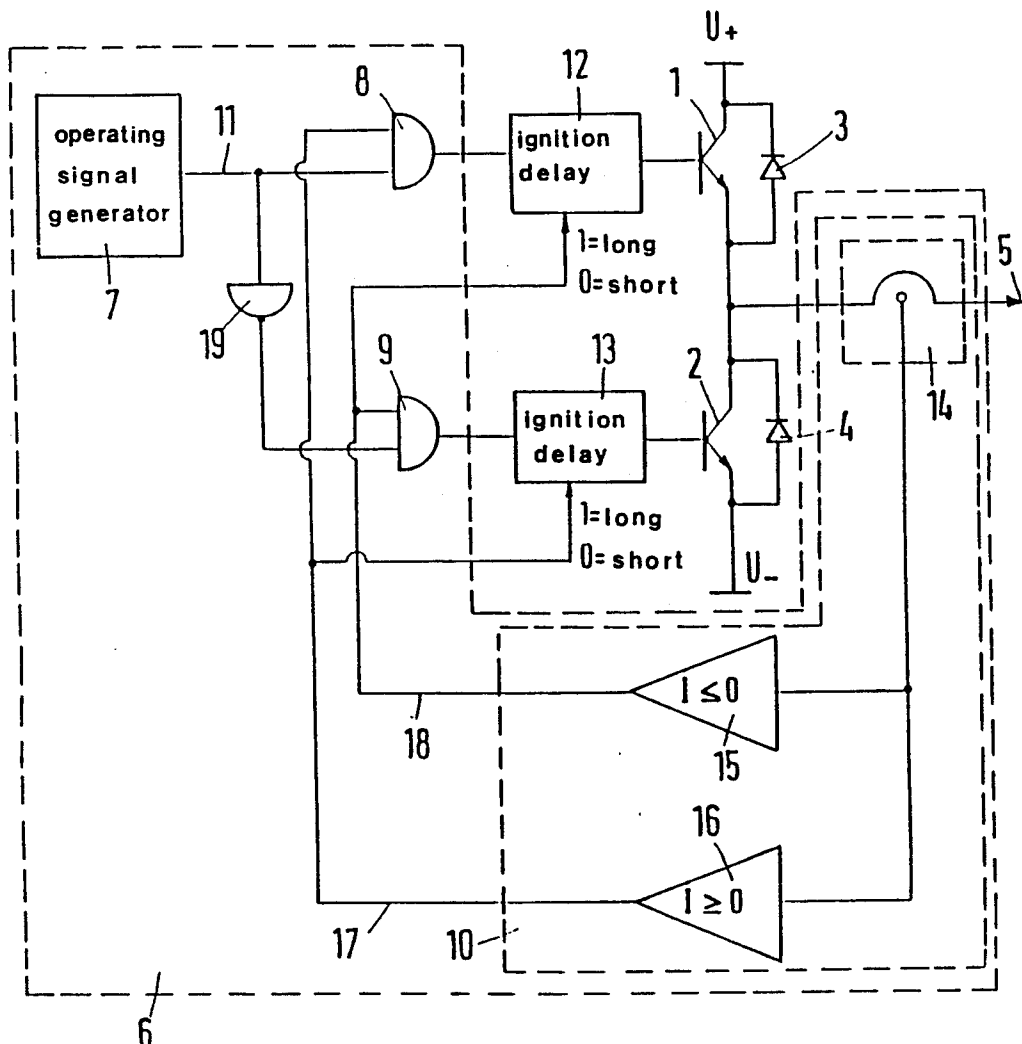 U+
8
12
1
3
operating
signal
generator
11
ignition
delay
7
1=long
0=short
5
19
9
13
2
14
ignition
delay
4
1=long
0=short
U-
I ≤ 0
15
18
16
I ≥ 0
17
10
6